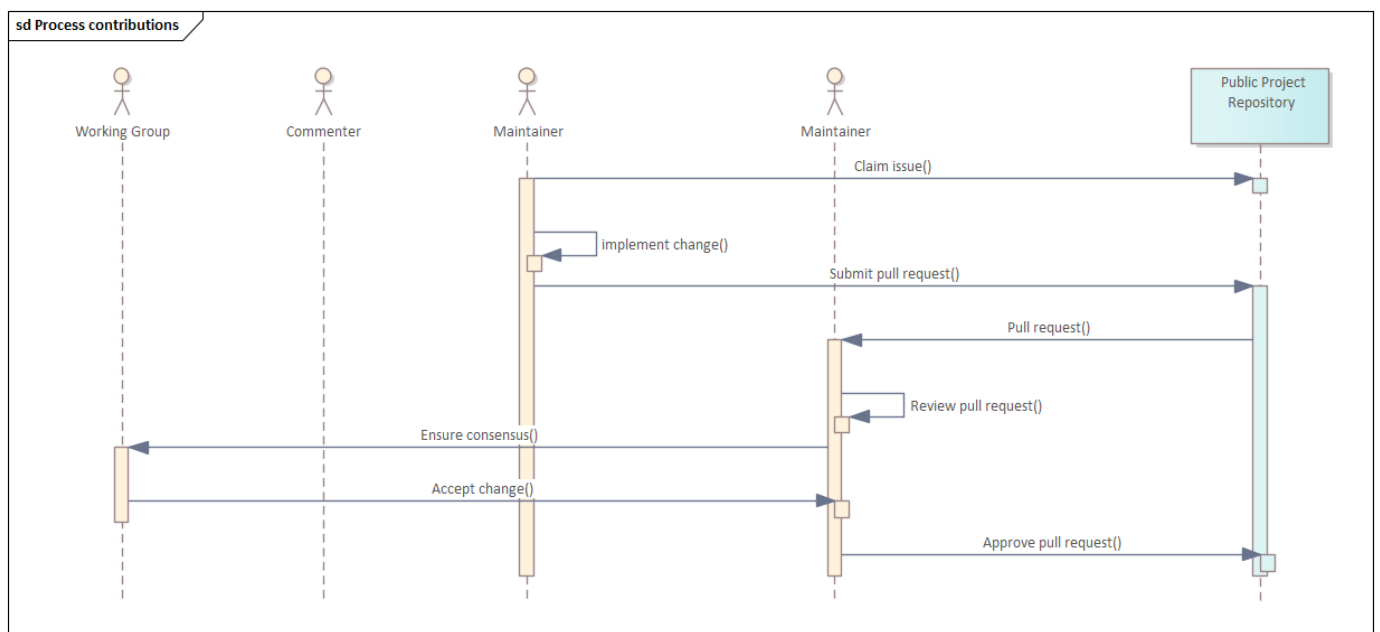 sd Process contributions
Public Project
Repository
Working Group
Commenter
Maintainer
Maintainer
Claim issue()
implement change()
Submit pull request()
Pull request()
Review pull request()
Ensure consensus()
Accept change()
Approve pull request()